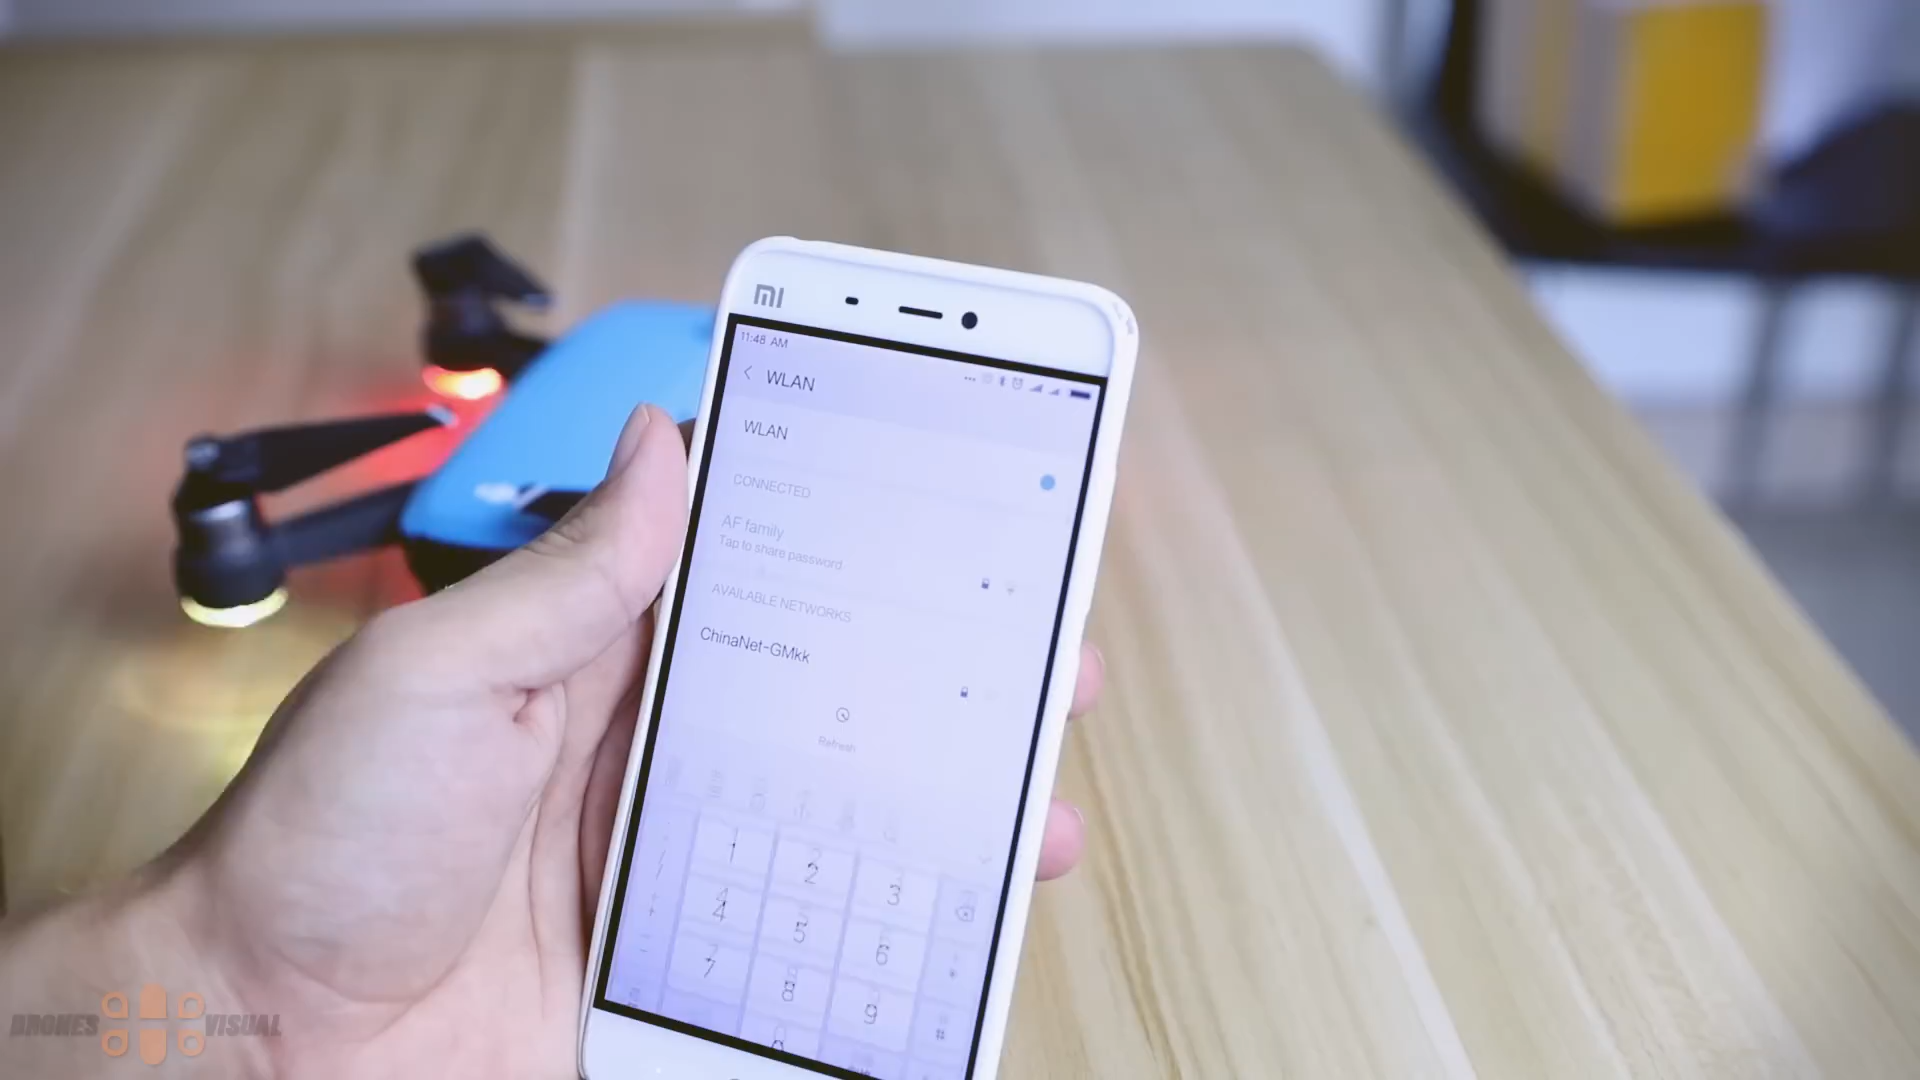 MI
11:48 AM
WLAN
WLAN
CONNECTED
AF family
Tap to share password
AVAILABLE NETWORKS
ChinaNet-GMkk
Refresh
1 2 3
4 5 6
7 8 9
#
DRONES VISUAL